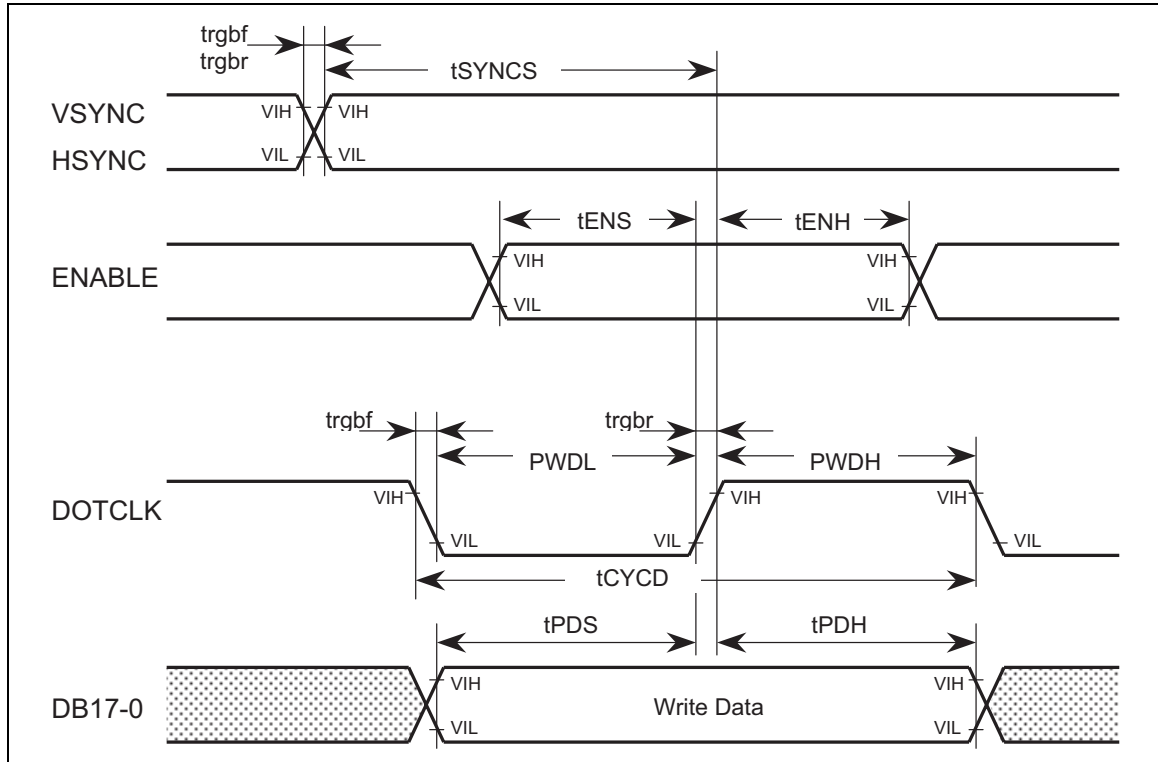 trgbf
trgbr
tSYNCS
VSYNC
VIH
VIH
HSYNC
VIL
VIL
tENS
tENH
ENABLE
VIH
VIH
VIL
VIL
trgbf
trgbr
PWDL
PWDH
DOTCLK
VIH
VIH
VIH
VIL
VIL
VIL
tCYCD
tPDS
tPDH
DB17-0
VIH
Write Data
VIH
VIL
VIL